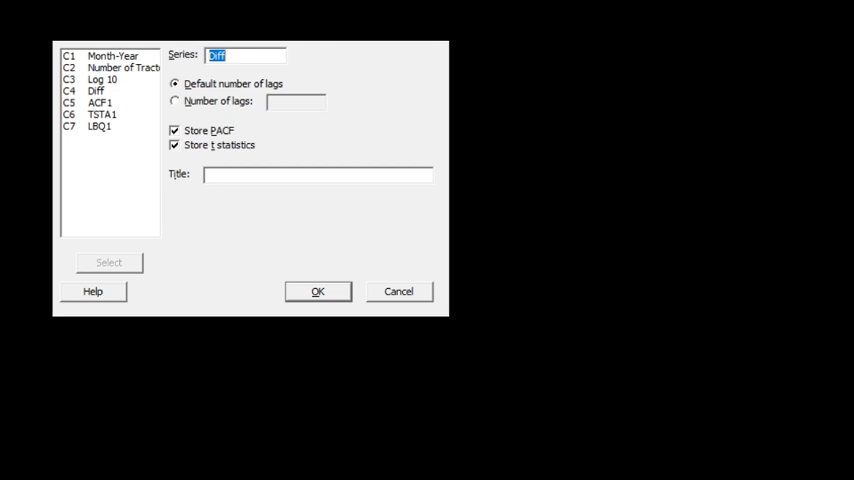 C1 Month-Year
C2 Number of Tract
C3 Log 10
C4 Diff
C5 ACF1
C6 TSTA1
C7 LBQ1
Select
Help
Series: Diff
Default number of lags
Number of lags:
Store PACF
Store t statistics
Title:
OK
Cancel